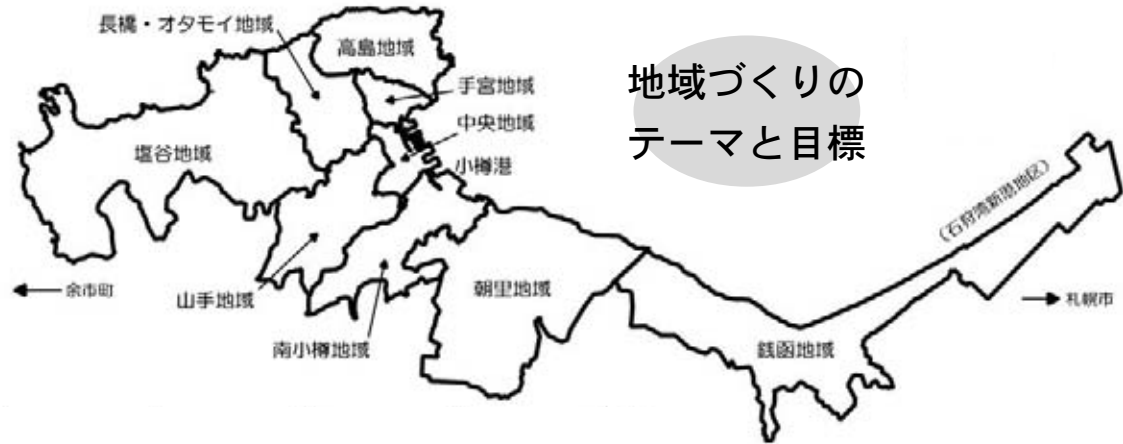 長橋・オタモイ地域
高島地域
地域づくりの
テーマと目標
手宮地域
中央地域
小樽港
塩谷地域
(石狩湾新港地区)
余市町
山手地域
朝里地域
札幌市
南小樽地域
銭函地域